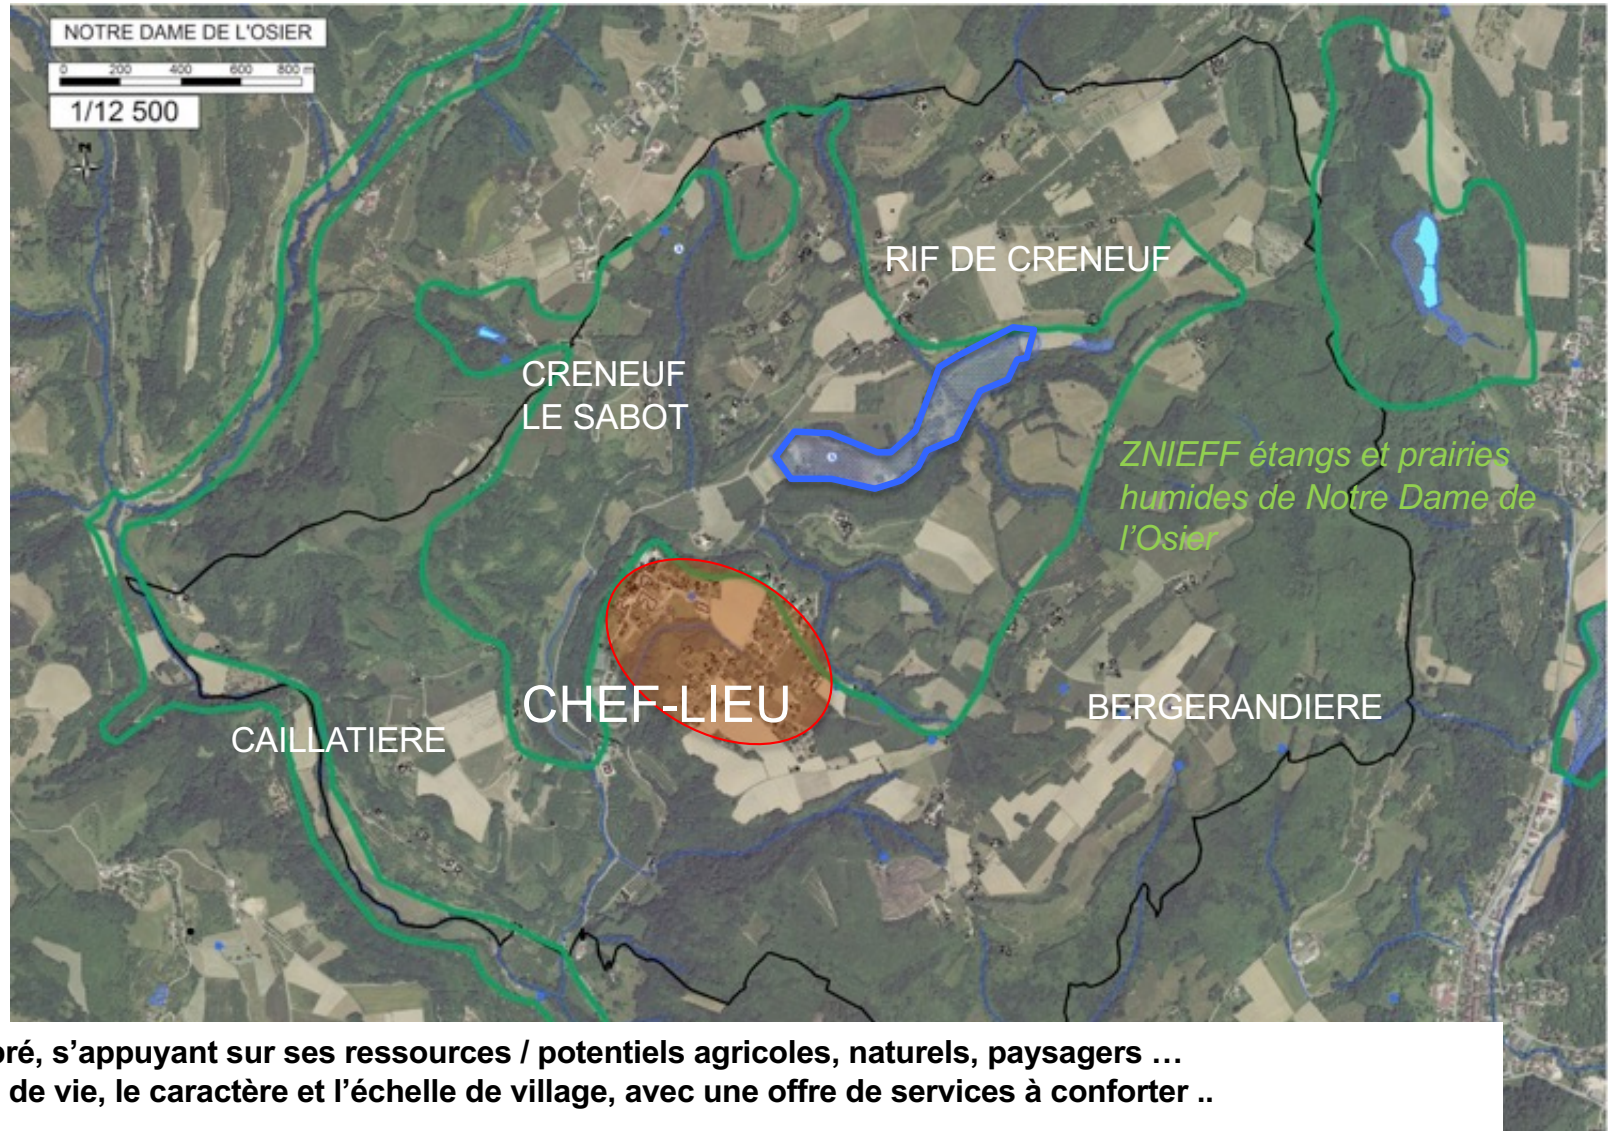 NOTRE DAME DE L'OSIER
0 200 400 600 800 m
1/12 500
N
RIF DE CRENEUF
CRENEUF
LE SABOT
ZNIEFF étangs et prairies
humides de Notre Dame de
l'Osier
CHEF-LIEU
BERGERANDIERE
CAILLATIERE
s'appuyant sur ses ressources / potentiels agricoles, naturels, paysagers …
de vie, le caractère et l'échelle de village, avec une offre de services à conforter ..